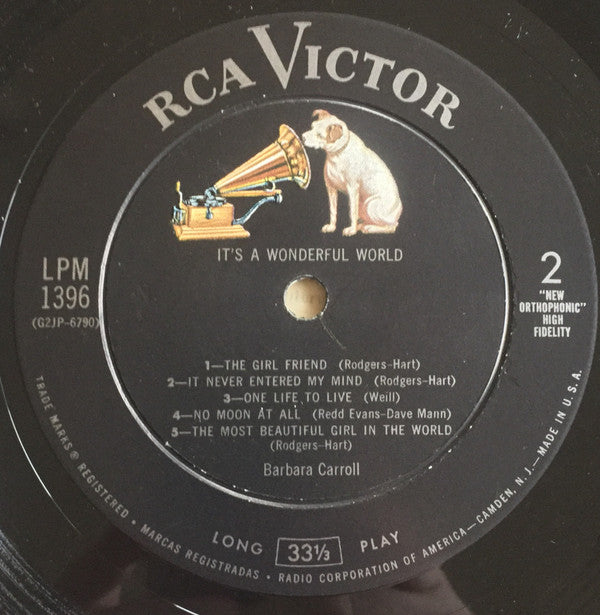 RCA VICTOR
IT'S A WONDERFUL WORLD
LPM
1396
(G2JP-6790)
2
"NEW
ORTHOPHONIC"
HIGH
FIDELITY
1—THE GIRL FRIEND (Rodgers-Hart)
2—IT NEVER ENTERED MY MIND (Rodgers-Hart)
3—ONE LIFE TO LIVE (Weill)
4—NO MOON AT ALL (Redd Evans-Dave Mann)
5—THE MOST BEAUTIFUL GIRL IN THE WORLD
(Rodgers-Hart)
Barbara Carroll
LONG 33⅓ PLAY
TRADE MARKS ® REGISTERED • MARCAS REGISTRADAS • RADIO CORPORATION OF AMERICA—CAMDEN, N. J.—MADE IN U.S.A.